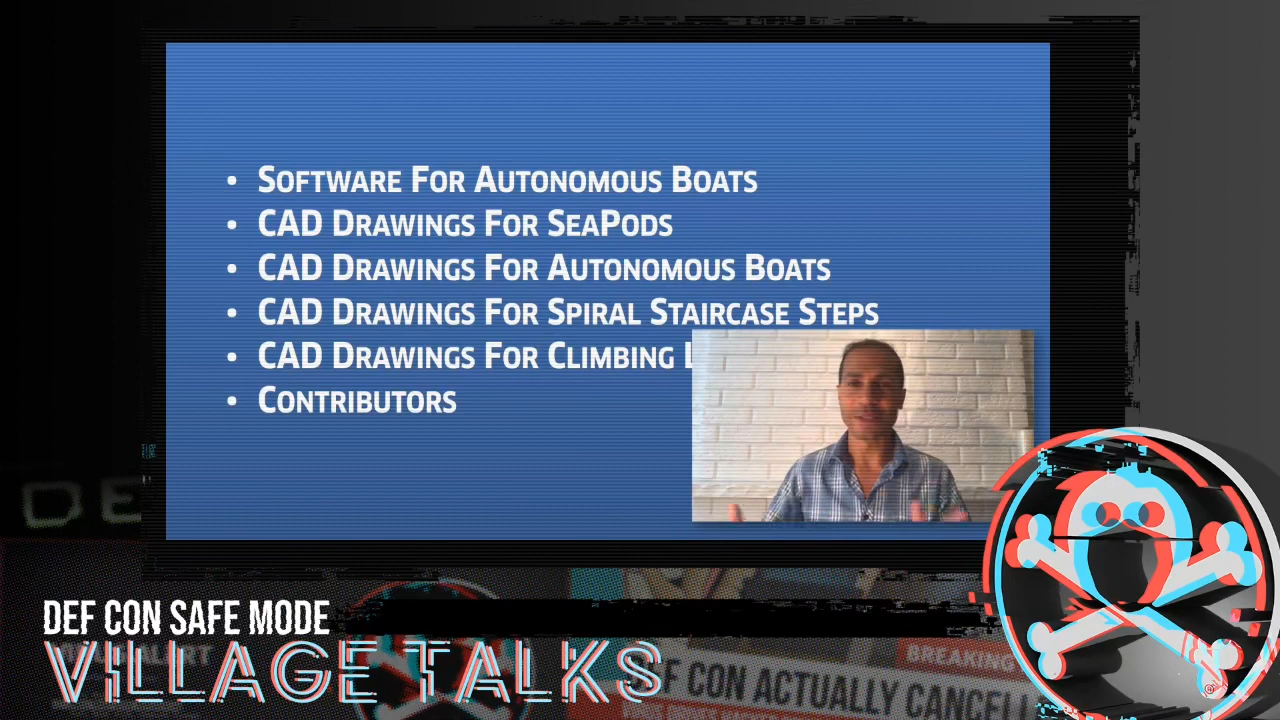 • Software For Autonomous Boats
• CAD Drawings For SeaPods
• CAD Drawings For Autonomous Boats
• CAD Drawings For Spiral Staircase Steps
• CAD Drawings For Climbing
• Contributors
DEF CON SAFE MODE
VILLAGE TALKS
BREAKING
DEF CON ACTUALLY